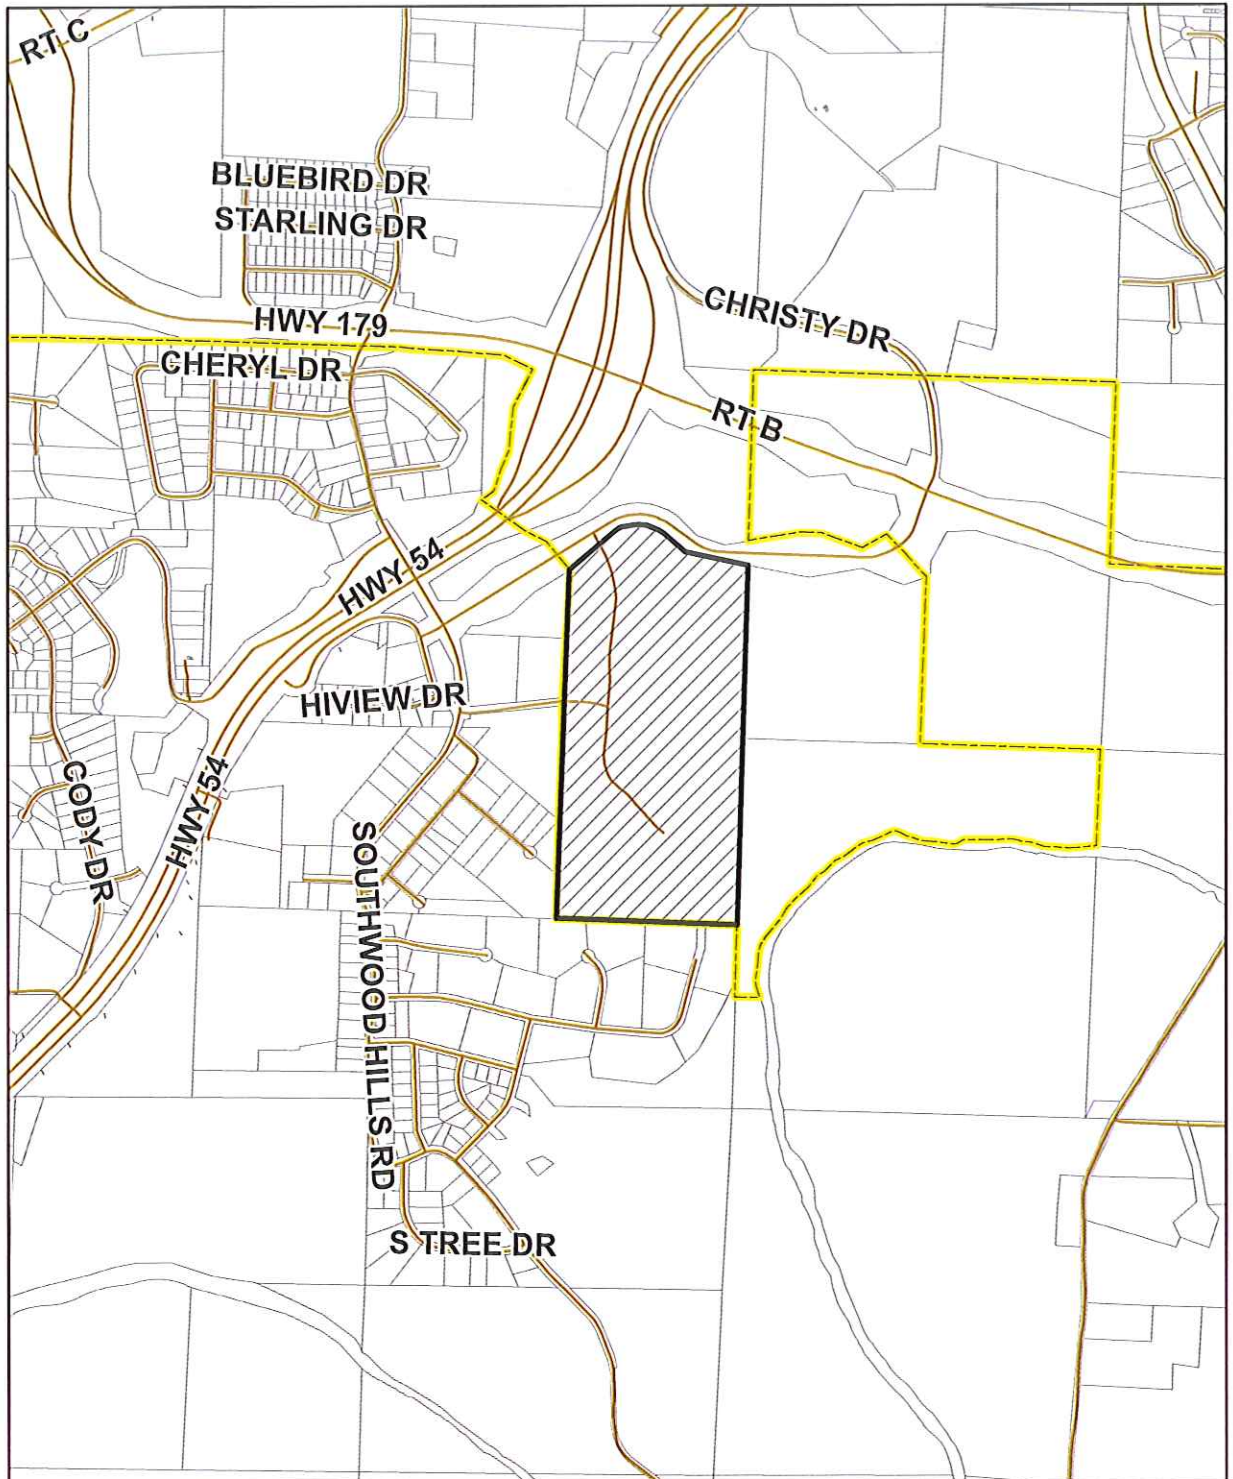 RT C
BLUEBIRD DR
STARLING DR
CHRISTY DR
HWY 179
CHERYL DR
RT B
HWY 54
HIVIEW DR
CODY DR
HWY 54
SOUTHWOOD HILLS RD
S TREE DR